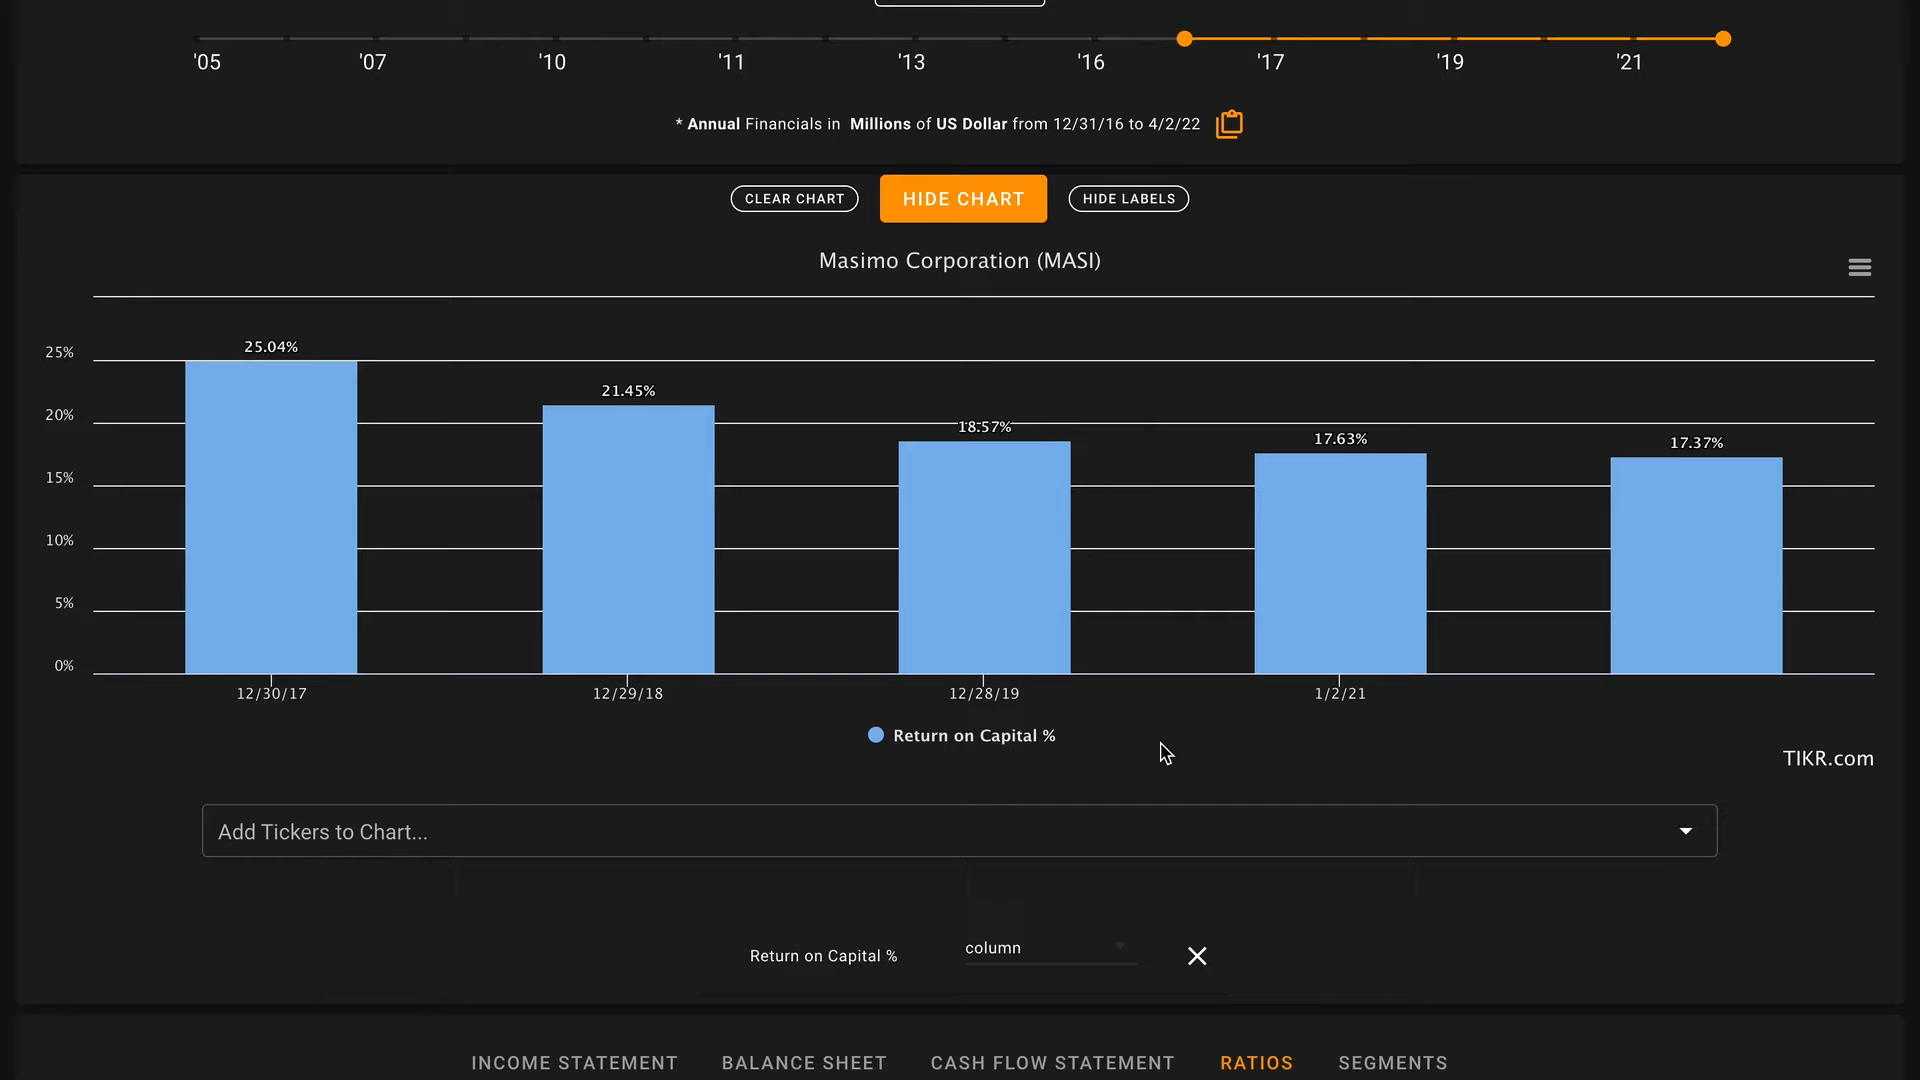 '05 '07 '10 '11 '13 '16 '17 '19 '21
* Annual Financials in Millions of US Dollar from 12/31/16 to 4/2/22
CLEAR CHART HIDE CHART HIDE LABELS
Masimo Corporation (MASI)
25%
20%
15%
10%
5%
0%
25.04%
21.45%
18.57%
17.63%
17.37%
12/30/17 12/29/18 12/28/19 1/2/21
Return on Capital %
TIKR.com
Add Tickers to Chart...
Return on Capital % column
INCOME STATEMENT BALANCE SHEET CASH FLOW STATEMENT RATIOS SEGMENTS